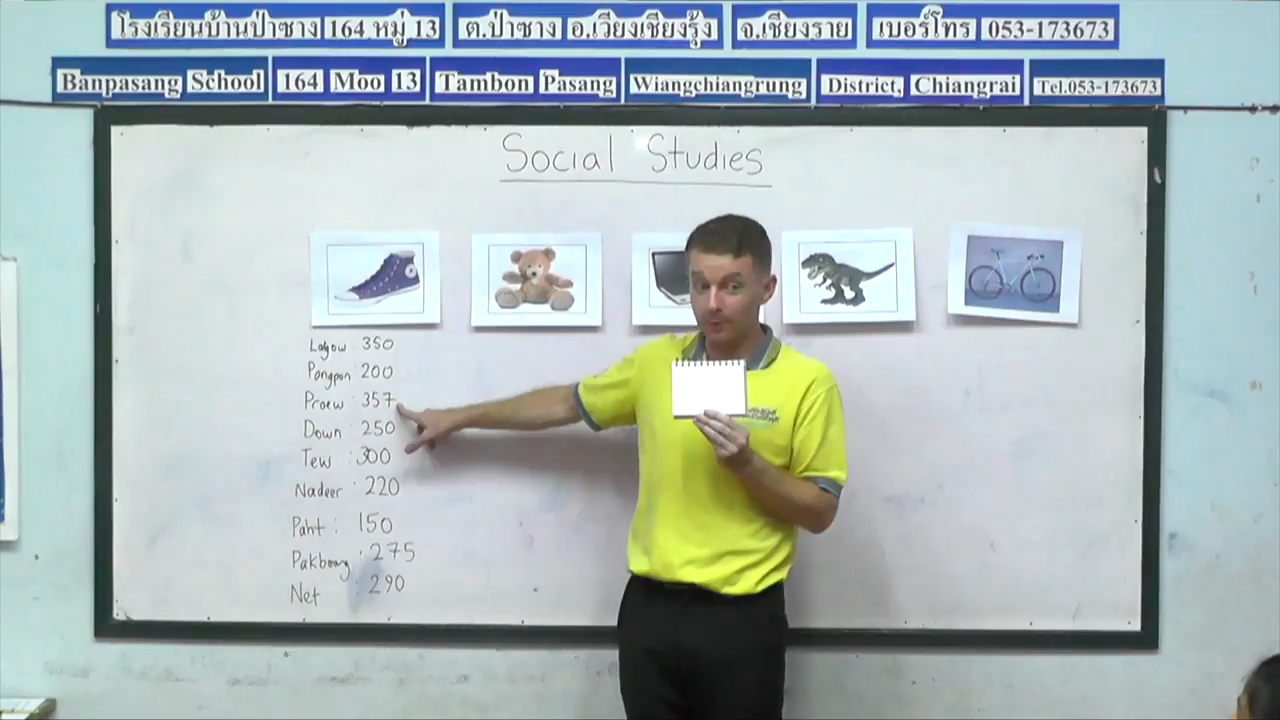 โรงเรียนบ้านป่าซาง 164 หมู่ 13 ต.ป่าซาง อ.เวียงเชียงรุ้ง จ.เชียงราย เบอร์โทร 053-173673
Banpasang School 164 Moo 13 Tambon Pasang Wiangchiangrung District, Chiangrai Tel.053-173673
Social Studies
350
Pongpon 200
Proew : 357
Down : 250
Tew : 300
Nadeer : 220
Paht : 150
Pakboong : 275
Net : 290